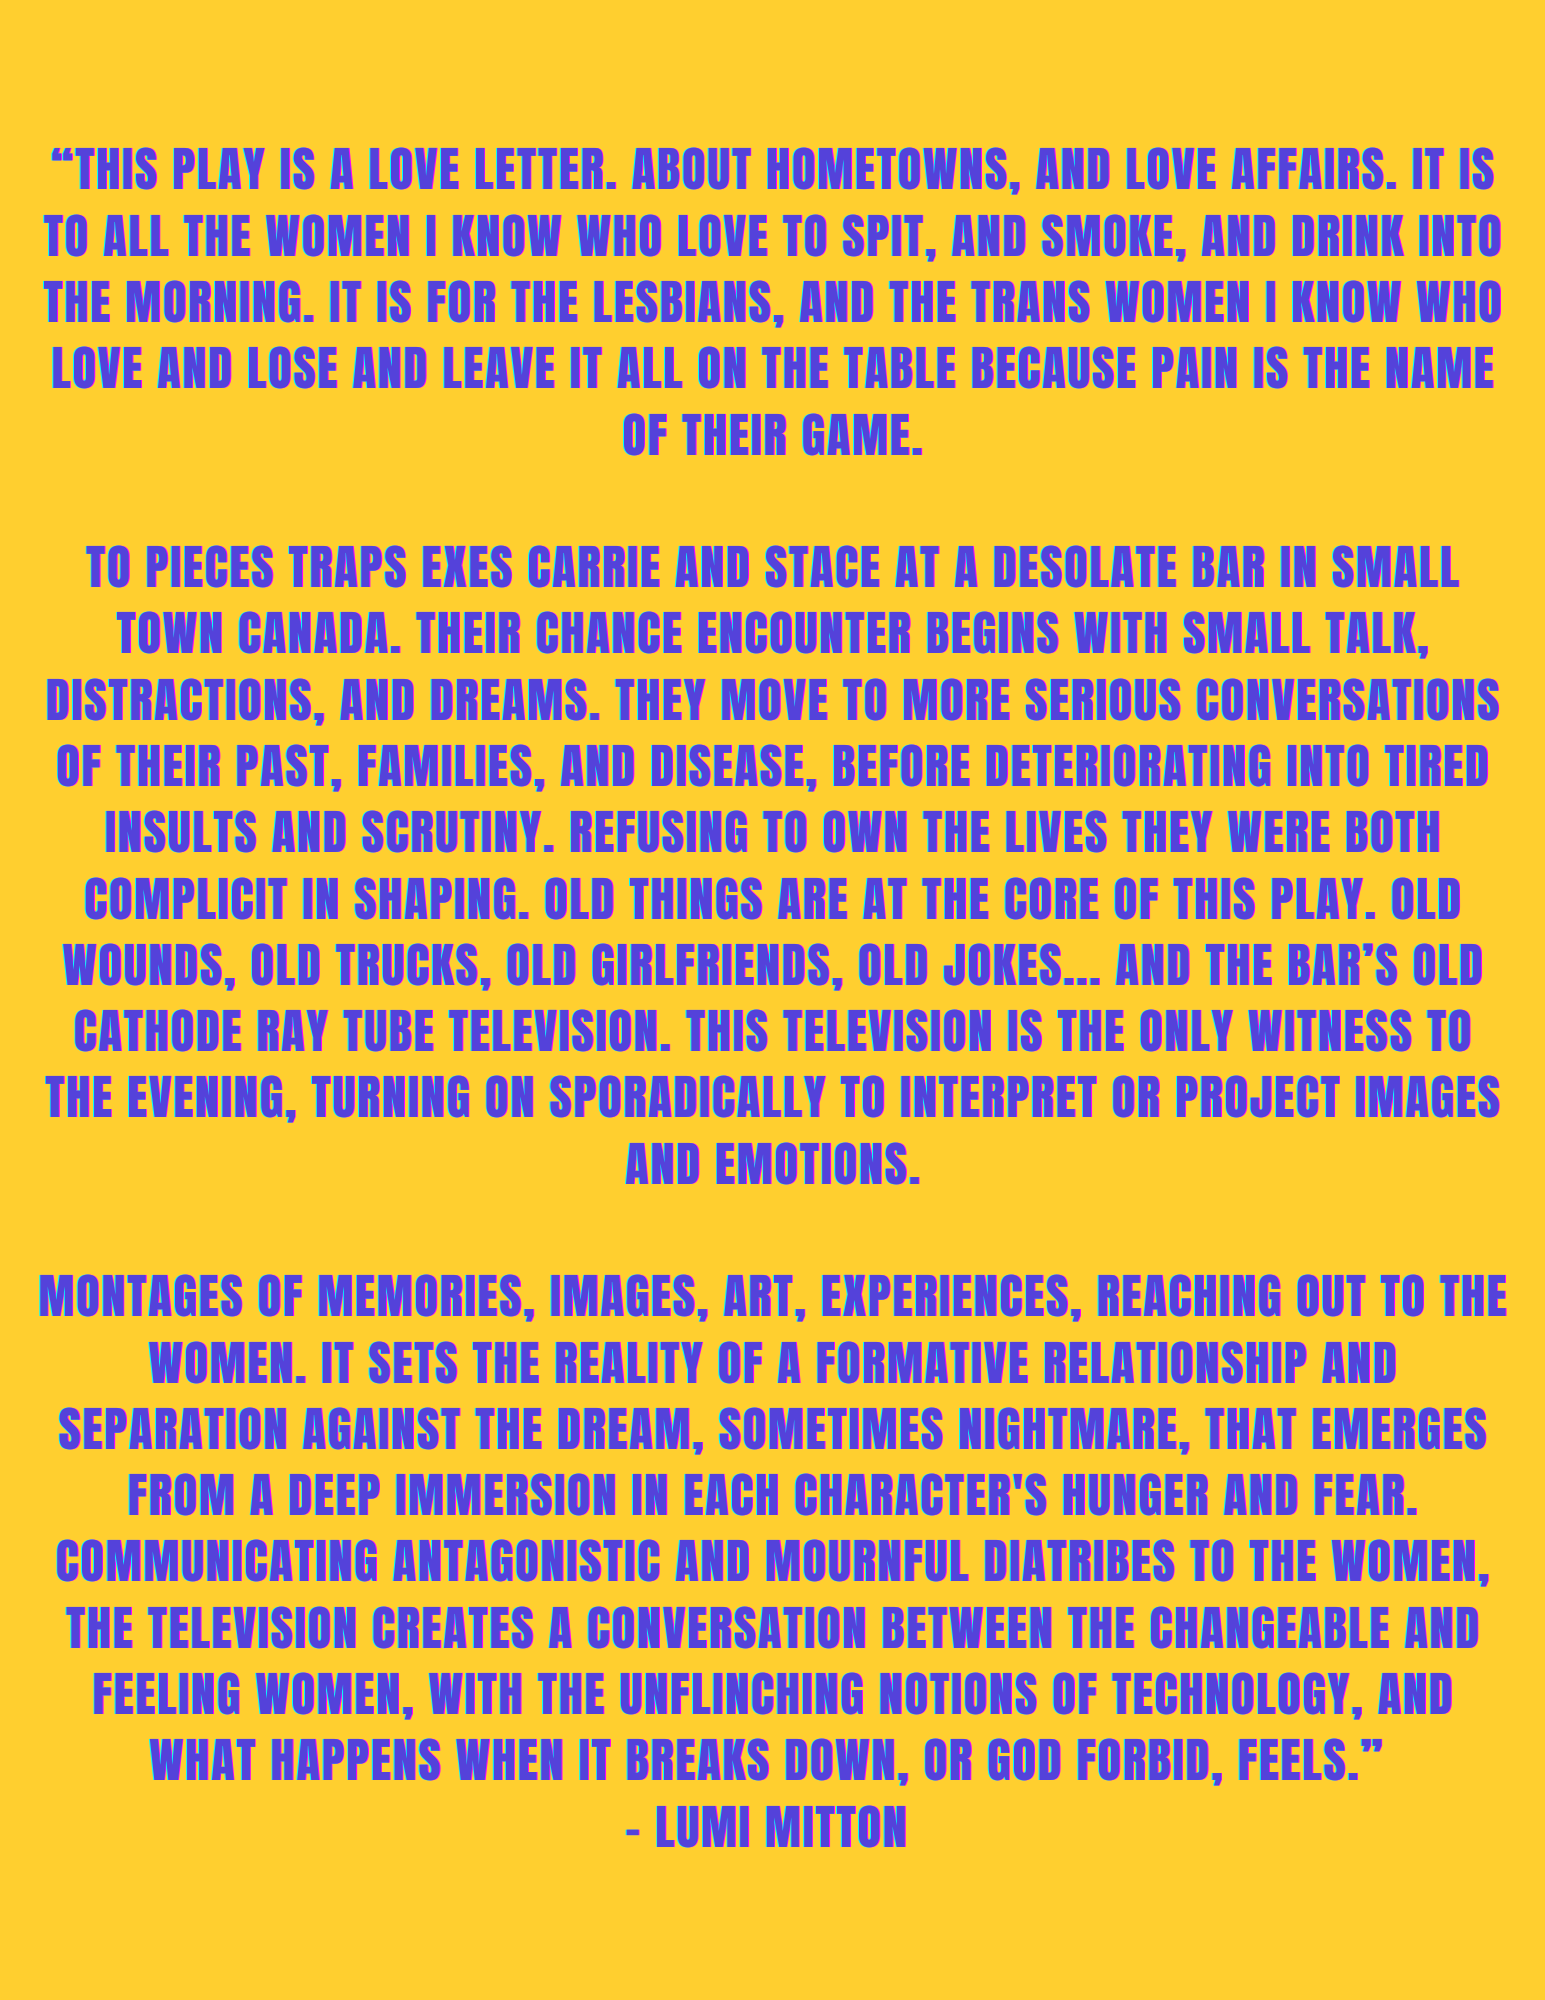 “THIS PLAY IS A LOVE LETTER. ABOUT HOMETOWNS, AND LOVE AFFAIRS. IT IS
TO ALL THE WOMEN I KNOW WHO LOVE TO SPIT, AND SMOKE, AND DRINK INTO
THE MORNING. IT IS FOR THE LESBIANS, AND THE TRANS WOMEN I KNOW WHO
LOVE AND LOSE AND LEAVE IT ALL ON THE TABLE BECAUSE PAIN IS THE NAME
OF THEIR GAME.
TO PIECES TRAPS EXES CARRIE AND STACE AT A DESOLATE BAR IN SMALL
TOWN CANADA. THEIR CHANCE ENCOUNTER BEGINS WITH SMALL TALK,
DISTRACTIONS, AND DREAMS. THEY MOVE TO MORE SERIOUS CONVERSATIONS
OF THEIR PAST, FAMILIES, AND DISEASE, BEFORE DETERIORATING INTO TIRED
INSULTS AND SCRUTINY. REFUSING TO OWN THE LIVES THEY WERE BOTH
COMPLICIT IN SHAPING. OLD THINGS ARE AT THE CORE OF THIS PLAY. OLD
WOUNDS, OLD TRUCKS, OLD GIRLFRIENDS, OLD JOKES... AND THE BAR’S OLD
CATHODE RAY TUBE TELEVISION. THIS TELEVISION IS THE ONLY WITNESS TO
THE EVENING, TURNING ON SPORADICALLY TO INTERPRET OR PROJECT IMAGES
AND EMOTIONS.
MONTAGES OF MEMORIES, IMAGES, ART, EXPERIENCES, REACHING OUT TO THE
WOMEN. IT SETS THE REALITY OF A FORMATIVE RELATIONSHIP AND
SEPARATION AGAINST THE DREAM, SOMETIMES NIGHTMARE, THAT EMERGES
FROM A DEEP IMMERSION IN EACH CHARACTER'S HUNGER AND FEAR.
COMMUNICATING ANTAGONISTIC AND MOURNFUL DIATRIBES TO THE WOMEN,
THE TELEVISION CREATES A CONVERSATION BETWEEN THE CHANGEABLE AND
FEELING WOMEN, WITH THE UNFLINCHING NOTIONS OF TECHNOLOGY, AND
WHAT HAPPENS WHEN IT BREAKS DOWN, OR GOD FORBID, FEELS.”
- LUMI MITTON